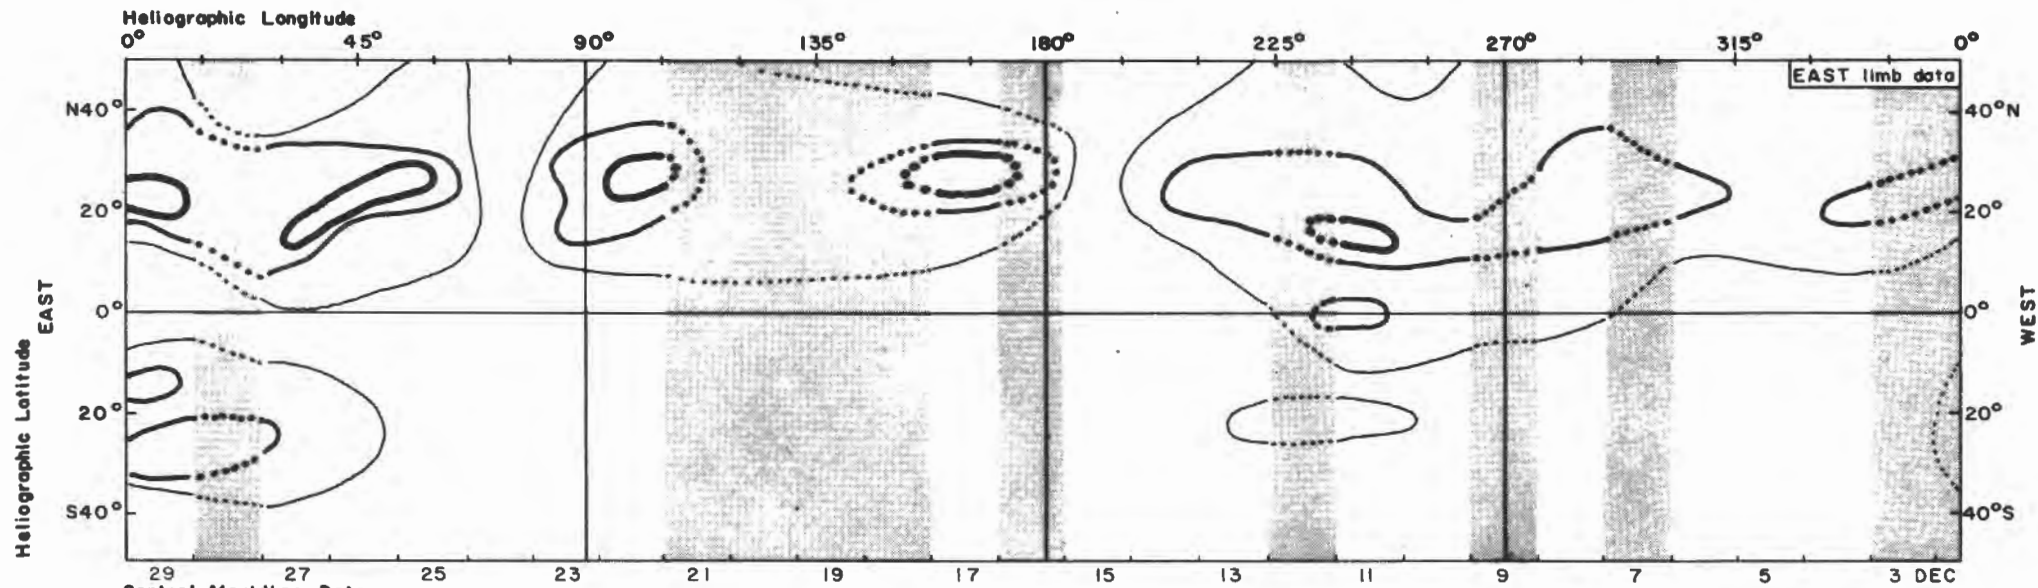 Heliographic Longitude
0° 45° 90° 135° 180° 225° 270° 315° 0°
EAST limb data
N40° 40°N
20° 20°
0° 0°
EAST WEST
20° 20°
S40° 40°S
Heliographic Latitude
29 27 25 23 21 19 17 15 13 11 9 7 5 3 DEC